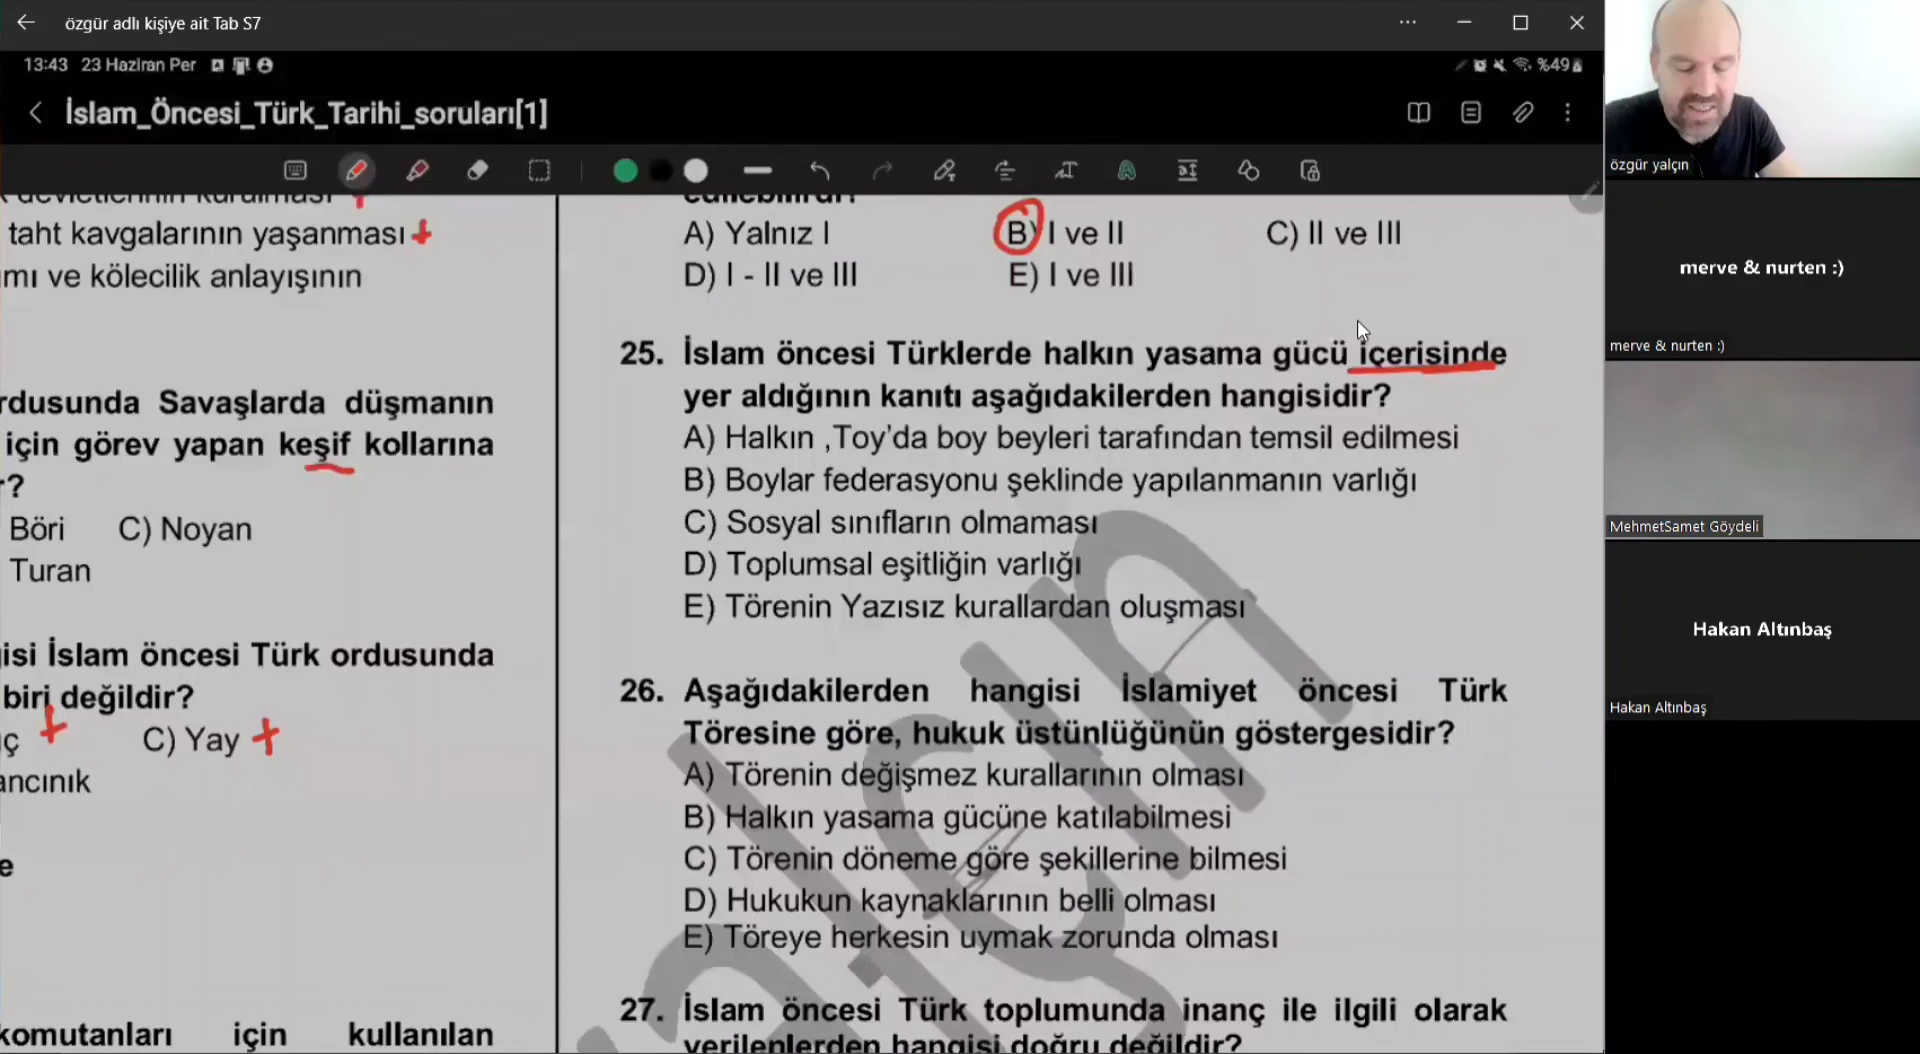 özgür adlı kişiye ait Tab S7
13:43 23 Haziran Per
%49
İslam_Öncesi_Türk_Tarihi_soruları[1]
devletlerinin kurulması
taht kavgalarının yaşanması
mı ve kölecilik anlayışının
rdusunda Savaşlarda düşmanın
için görev yapan keşif kollarına
r?
Böri C) Noyan
Turan
isi İslam öncesi Türk ordusunda
biri değildir?
ç C) Yay
ancınık
e
komutanları için kullanılan
edilebilir?
A) Yalnız I B) I ve II C) II ve III
D) I - II ve III E) I ve III
25. İslam öncesi Türklerde halkın yasama gücü içerisinde
yer aldığının kanıtı aşağıdakilerden hangisidir?
A) Halkın ,Toy’da boy beyleri tarafından temsil edilmesi
B) Boylar federasyonu şeklinde yapılanmanın varlığı
C) Sosyal sınıfların olmaması
D) Toplumsal eşitliğin varlığı
E) Törenin Yazısız kurallardan oluşması
26. Aşağıdakilerden hangisi İslamiyet öncesi Türk
Töresine göre, hukuk üstünlüğünün göstergesidir?
A) Törenin değişmez kurallarının olması
B) Halkın yasama gücüne katılabilmesi
C) Törenin döneme göre şekillerine bilmesi
D) Hukukun kaynaklarının belli olması
E) Töreye herkesin uymak zorunda olması
27. İslam öncesi Türk toplumunda inanç ile ilgili olarak
verilenlerden hangisi doğru değildir?
özgür yalçın
merve & nurten :)
merve & nurten :)
MehmetSamet Göydeli
Hakan Altınbaş
Hakan Altınbaş